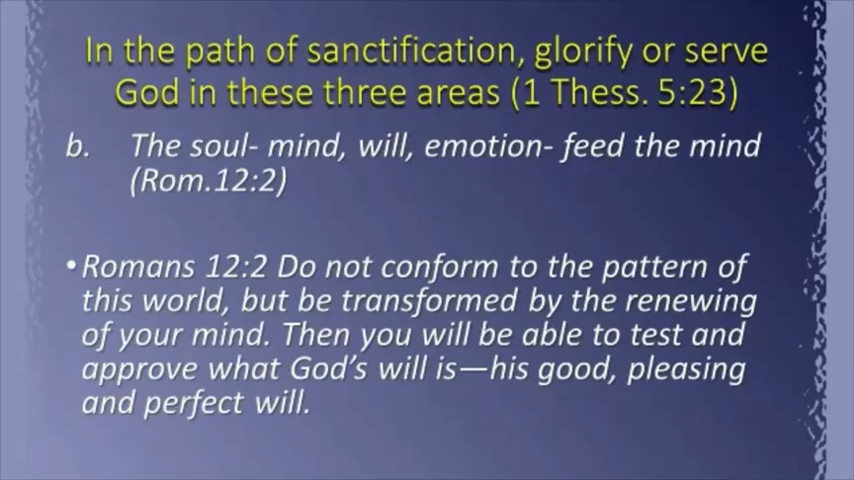 In the path of sanctification, glorify or serve
God in these three areas (1 Thess. 5:23)
b. The soul- mind, will, emotion- feed the mind
(Rom.12:2)
•Romans 12:2 Do not conform to the pattern of
this world, but be transformed by the renewing
of your mind. Then you will be able to test and
approve what God’s will is—his good, pleasing
and perfect will.